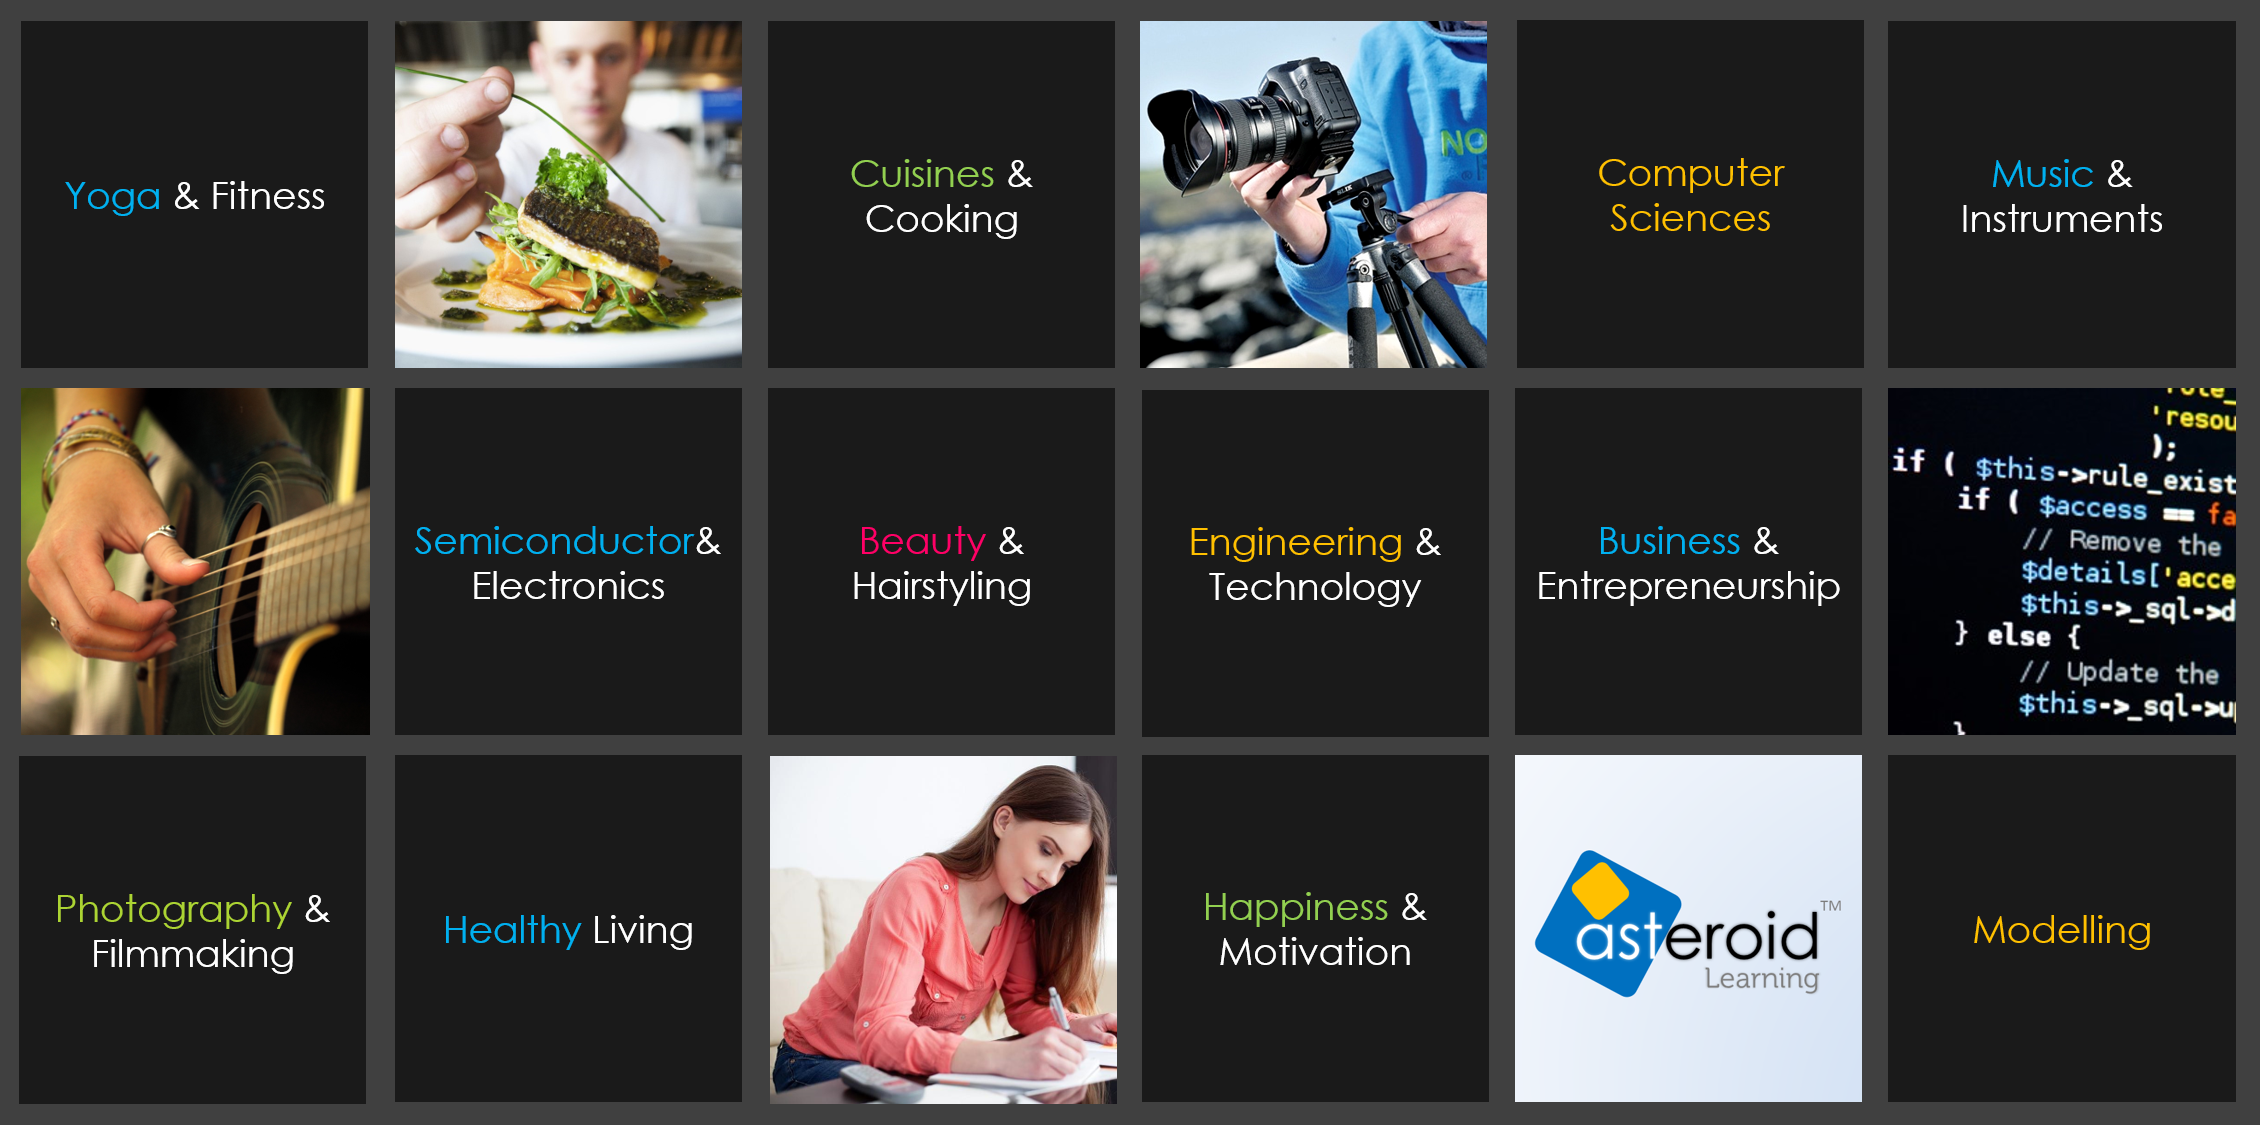 Yoga & Fitness
Cuisines &
Cooking
NO
Computer
Sciences
Music &
Instruments
Semiconductor&
Electronics
Beauty &
Hairstyling
Engineering &
Technology
Business &
Entrepreneurship
'resou
);
if ( $this->rule_exist
if ( $access == fa
// Remove the
$details['acce
$this->_sql->d
} else {
// Update the
$this->_sql->up
}
Photography &
Filmmaking
Healthy Living
Happiness &
Motivation
asteroid™
Learning
Modelling